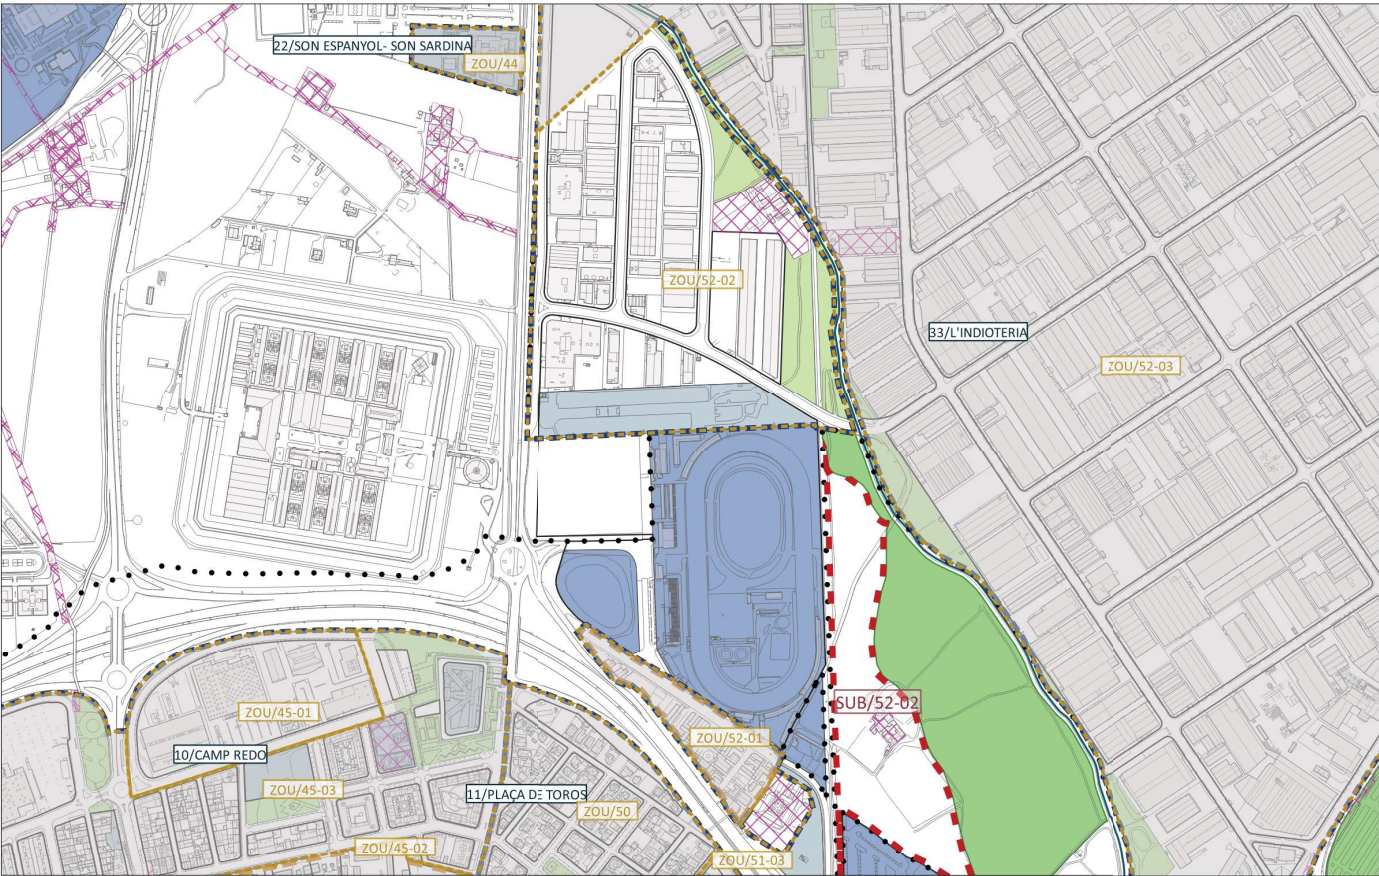 22/SON ESPANYOL- SON SARDINA
ZOU/44
ZOU/52-02
33/L'INDIOTERIA
ZOU/52-03
SUB/52-02
ZOU/45-01
ZOU/52-01
10/CAMP REDO
ZOU/45-03
11/PLAÇA DE TOROS
ZOU/50
ZOU/45-02
ZOU/51-03